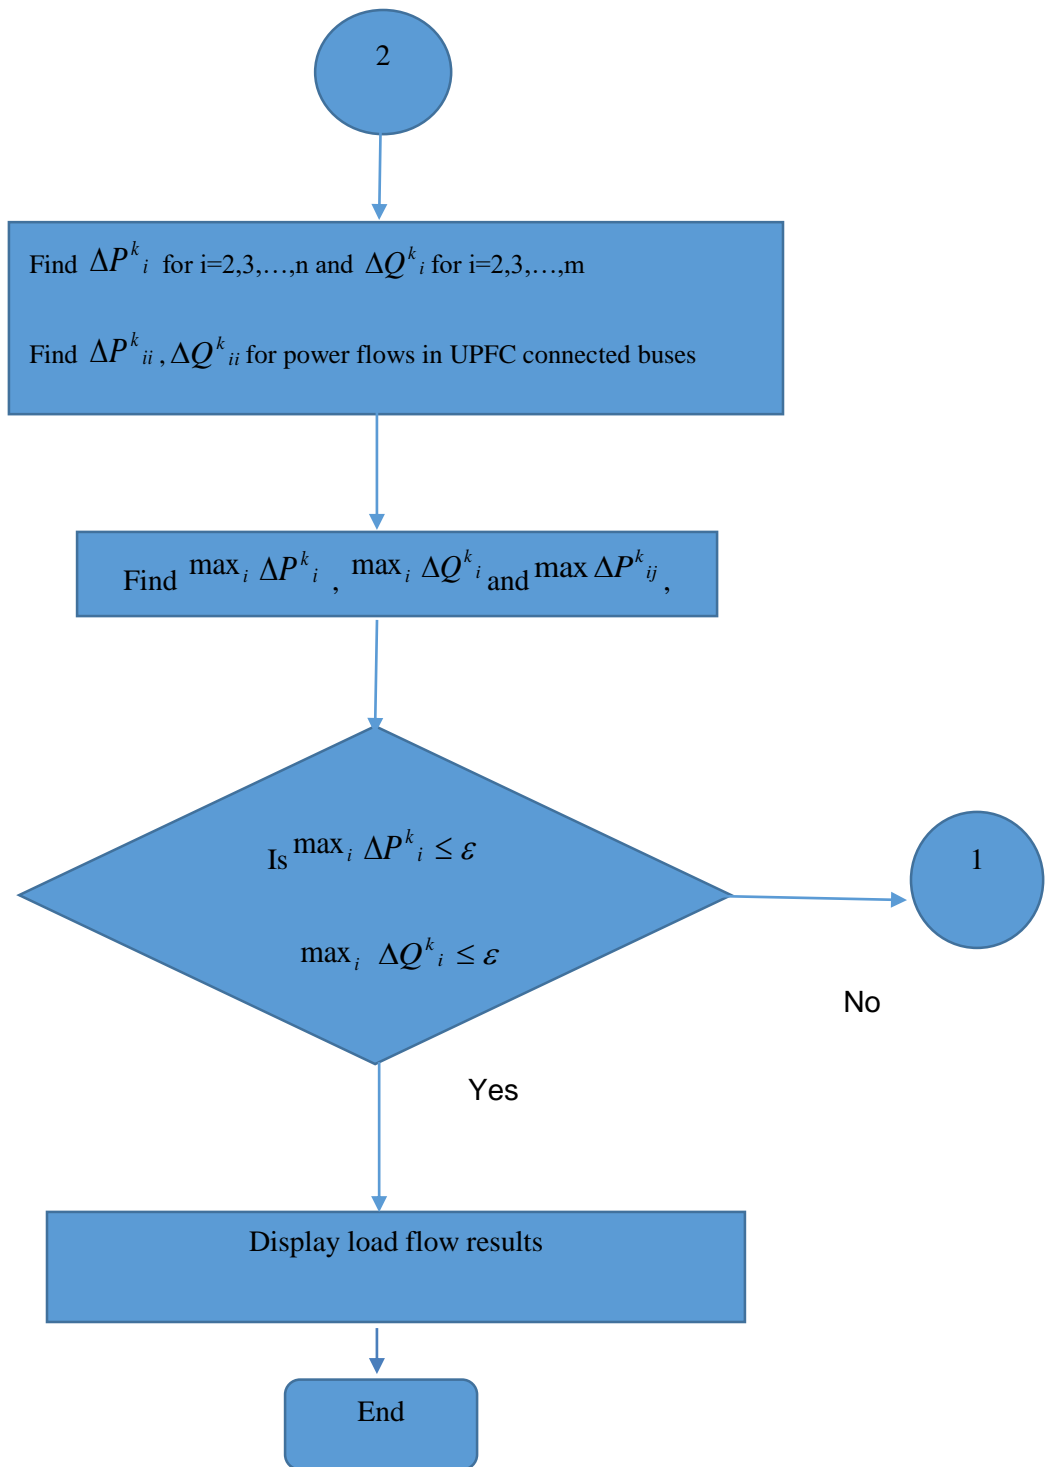 2
Find ΔP^k_i for i=2,3,…,n and ΔQ^k_i for i=2,3,…,m
Find ΔP^k_ii , ΔQ^k_ii for power flows in UPFC connected buses
Find max_i ΔP^k_i , max_i ΔQ^k_i and max ΔP^k_ij ,
Is max_i ΔP^k_i ≤ ε
1
max_i ΔQ^k_i ≤ ε
No
Yes
Display load flow results
End